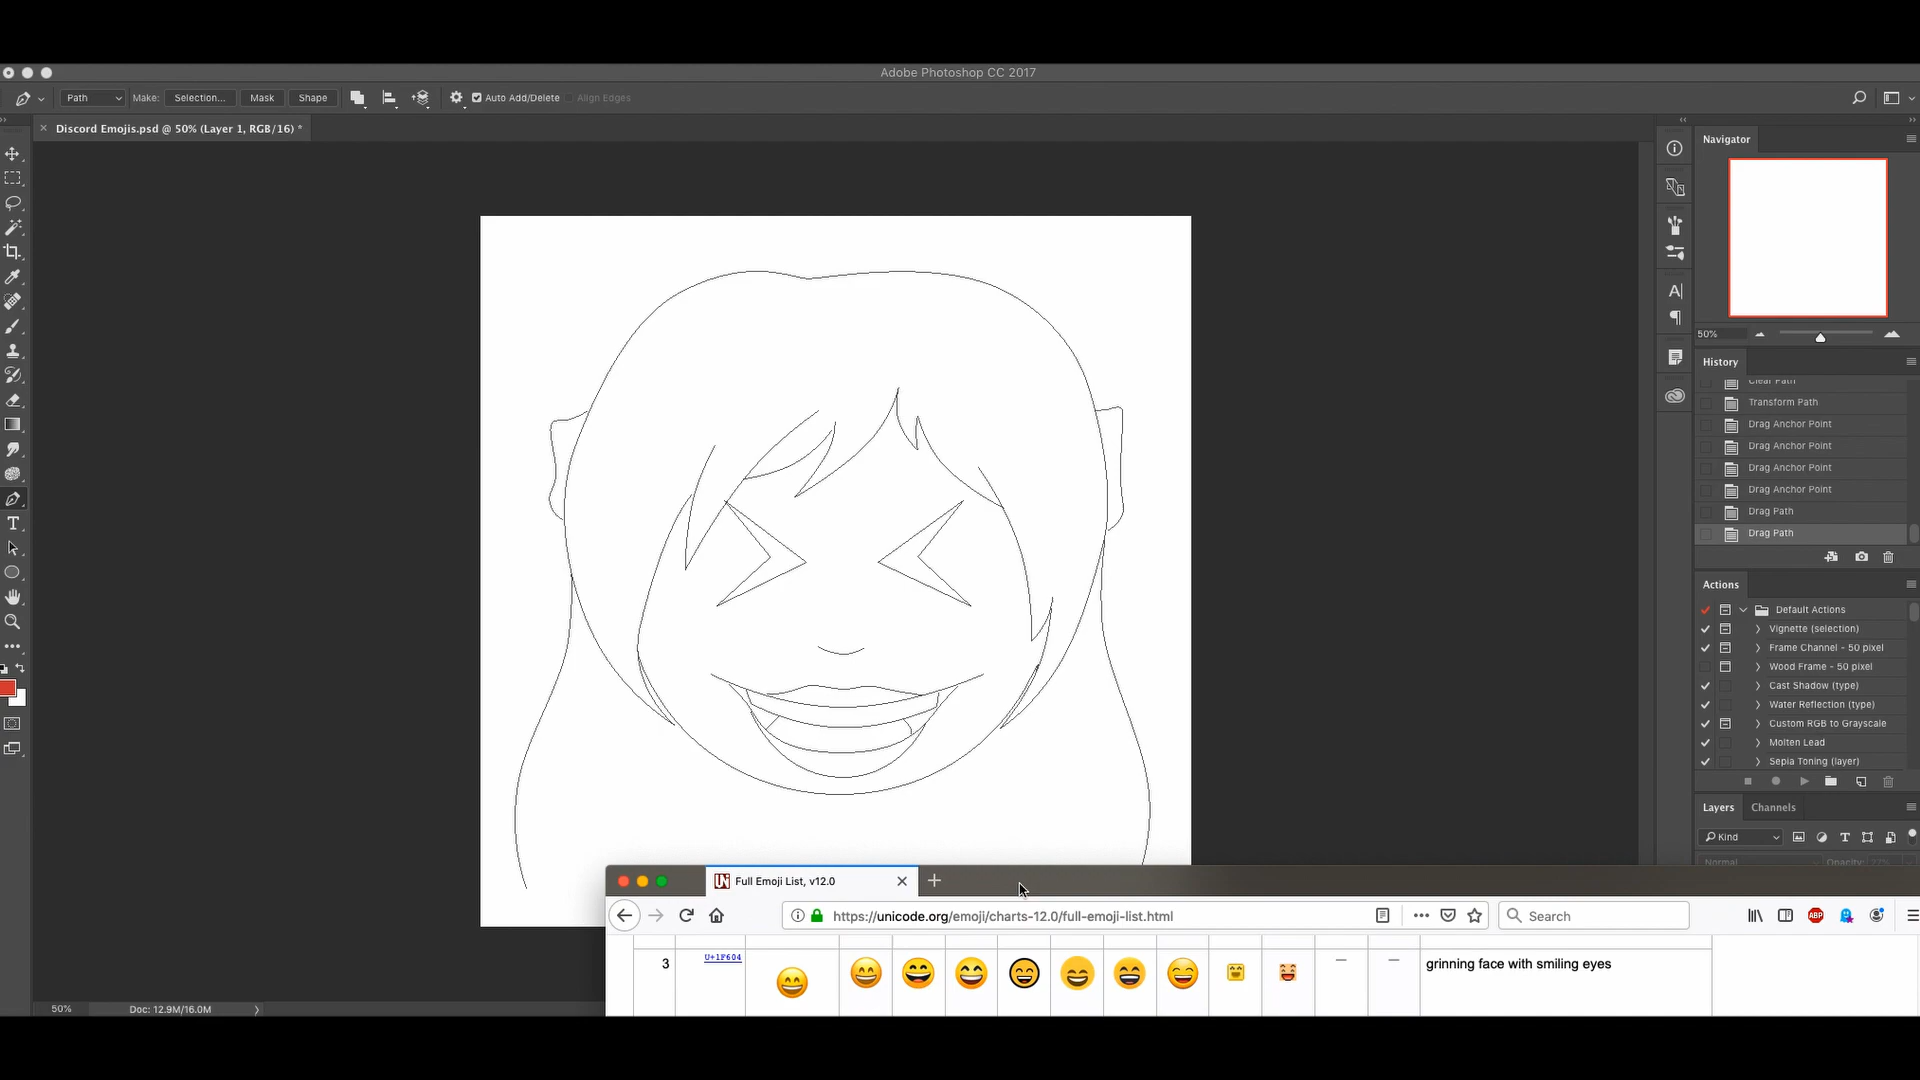 Adobe Photoshop CC 2017
Path Make: Selection... Mask Shape Auto Add/Delete Align Edges
Discord Emojis.psd @ 50% (Layer 1, RGB/16) *
Navigator
50%
History
Clear Path
Transform Path
Drag Anchor Point
Drag Anchor Point
Drag Anchor Point
Drag Anchor Point
Drag Path
Drag Path
Actions
Default Actions
Vignette (selection)
Frame Channel - 50 pixel
Wood Frame - 50 pixel
Cast Shadow (type)
Water Reflection (type)
Custom RGB to Grayscale
Molten Lead
Sepia Toning (layer)
Layers Channels
Kind
Normal Opacity:
Full Emoji List, v12.0
https://unicode.org/emoji/charts-12.0/full-emoji-list.html
Search
ABP
3 U+1F604 — — grinning face with smiling eyes
50% Doc: 12.9M/16.0M